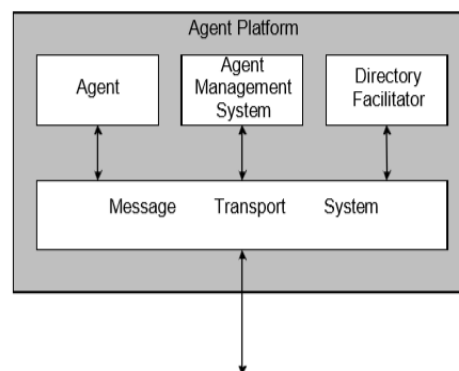 Agent Platform
Agent
Agent
Management
System
Directory
Facilitator
Message Transport System